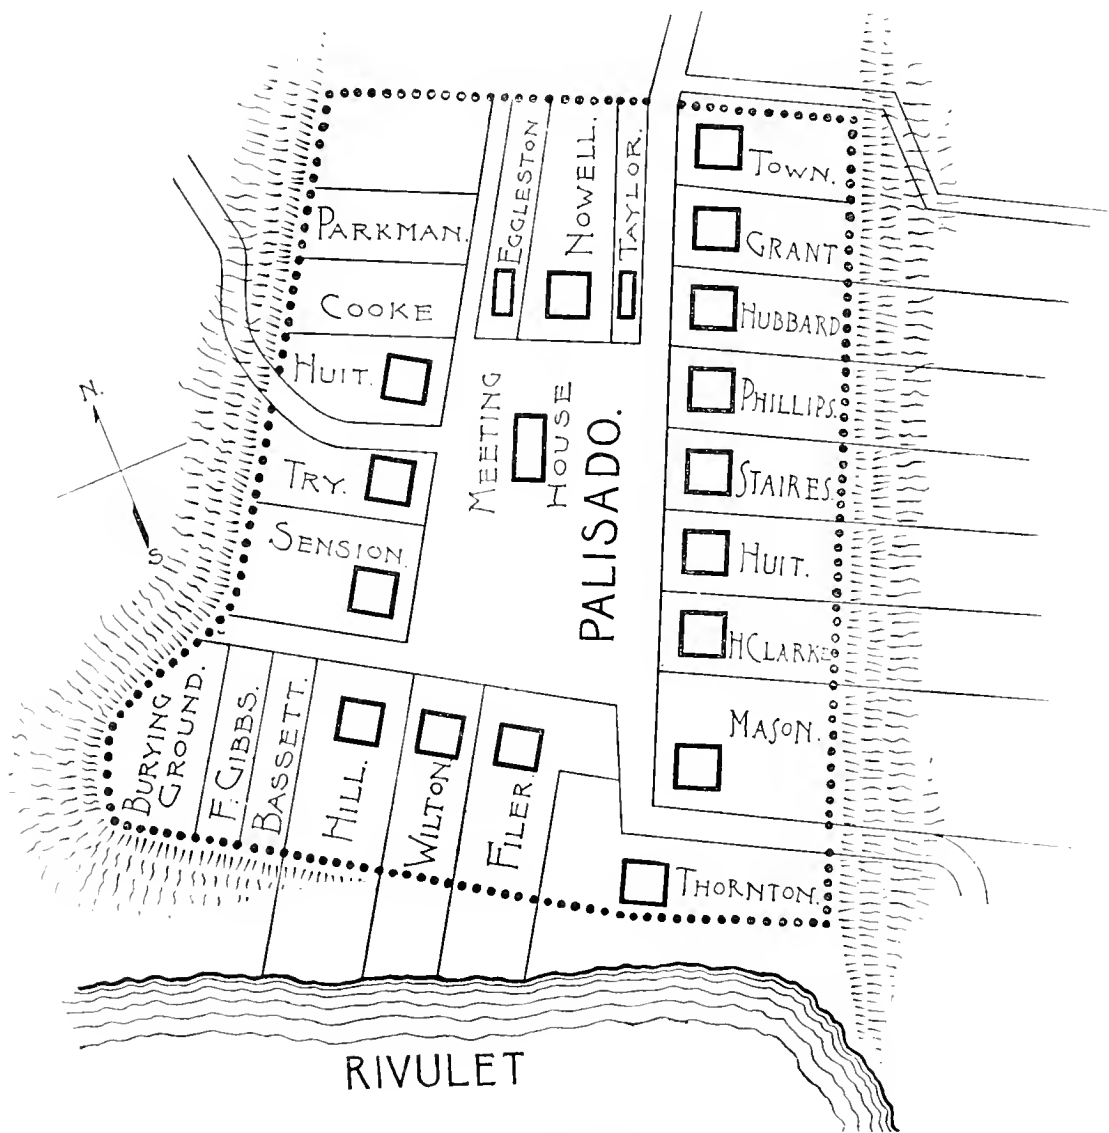 EGGLESTON
NOWELL.
TAYLOR.
TOWN.
PARKMAN.
GRANT
COOKE
HUBBARD
HUIT.
N.
MEETING
HOUSE
PALISADO.
PHILLIPS.
TRY.
STAIRES.
SENSION.
S.
HUIT.
H CLARKE
BURYING
GROUND.
F. GIBBS.
BASSETT.
HILL.
WILTON.
FILER.
MASON.
THORNTON.
RIVULET